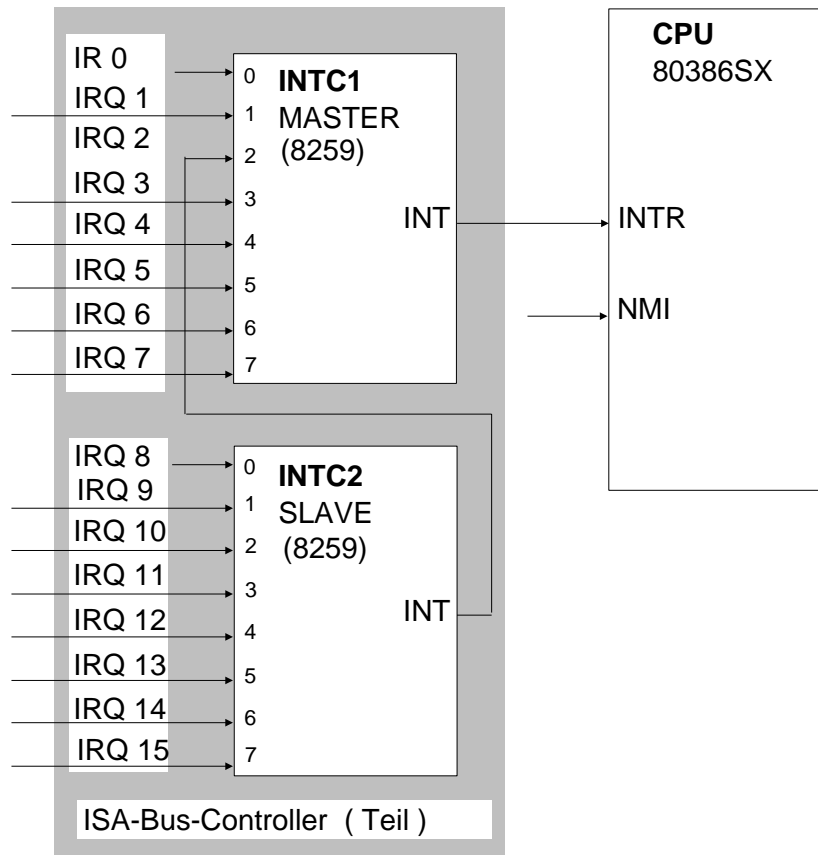 IR 0
IRQ 1
IRQ 2
IRQ 3
IRQ 4
IRQ 5
IRQ 6
IRQ 7
0
1
2
3
4
5
6
7
INTC1
MASTER
(8259)
INT
CPU
80386SX
INTR
NMI
IRQ 8
IRQ 9
IRQ 10
IRQ 11
IRQ 12
IRQ 13
IRQ 14
IRQ 15
0
1
2
3
4
5
6
7
INTC2
SLAVE
(8259)
INT
ISA-Bus-Controller ( Teil )